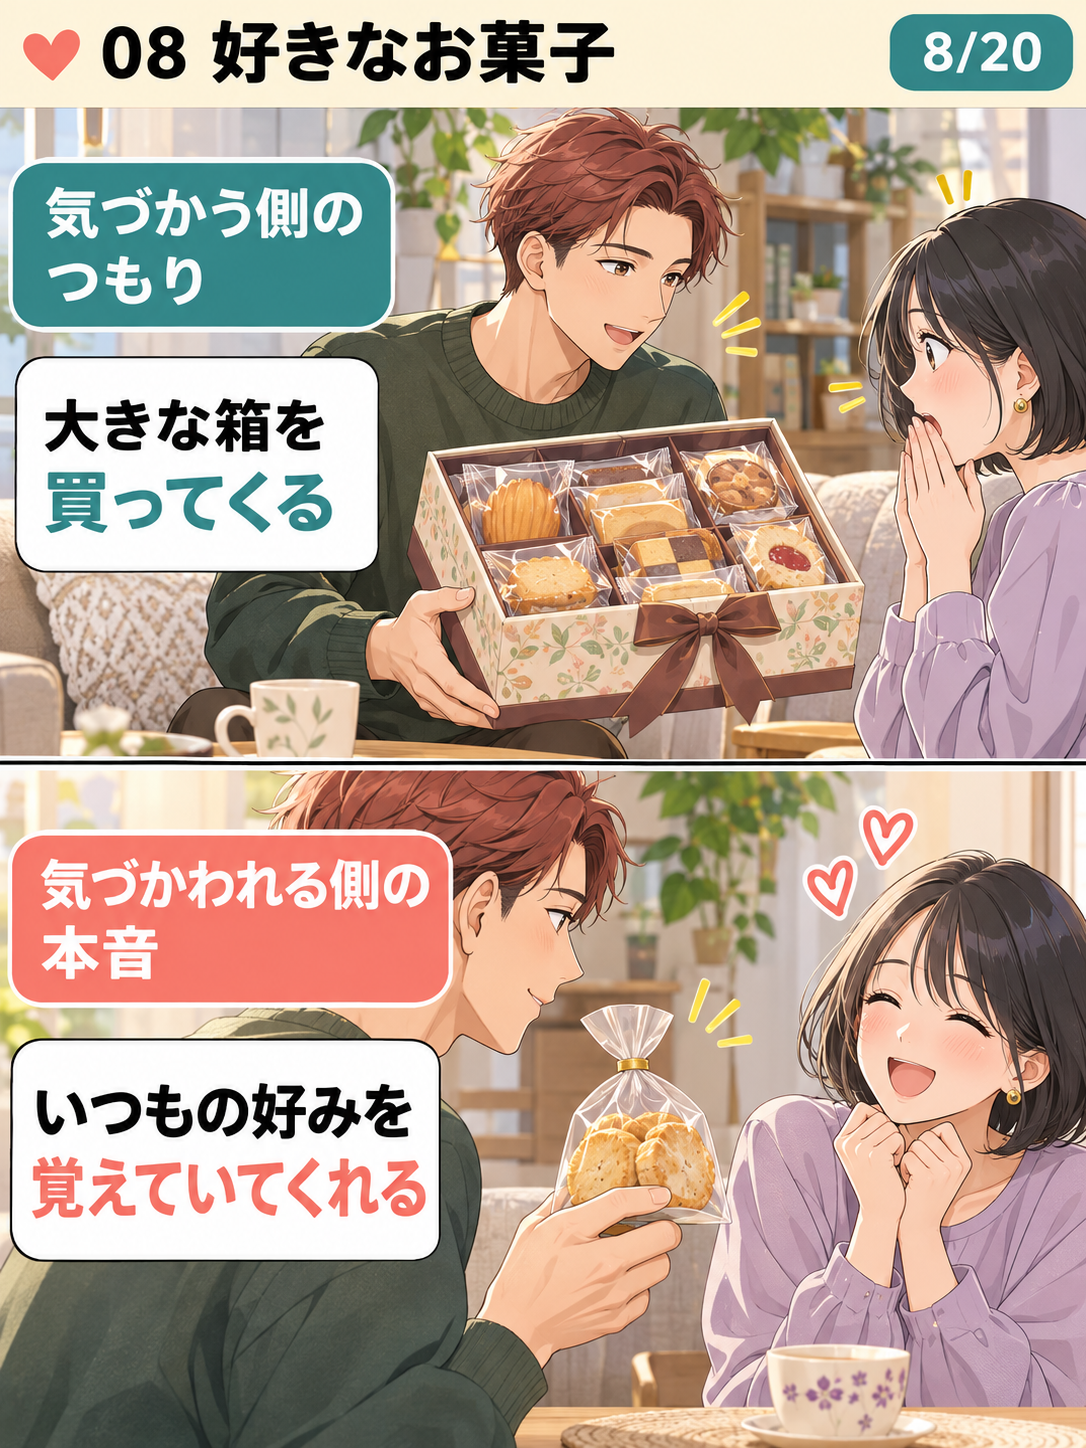 08 好きなお菓子
8/20
気づかう側の
つもり
大きな箱を
買ってくる
気づかわれる側の
本音
いつもの好みを
覚えていてくれる